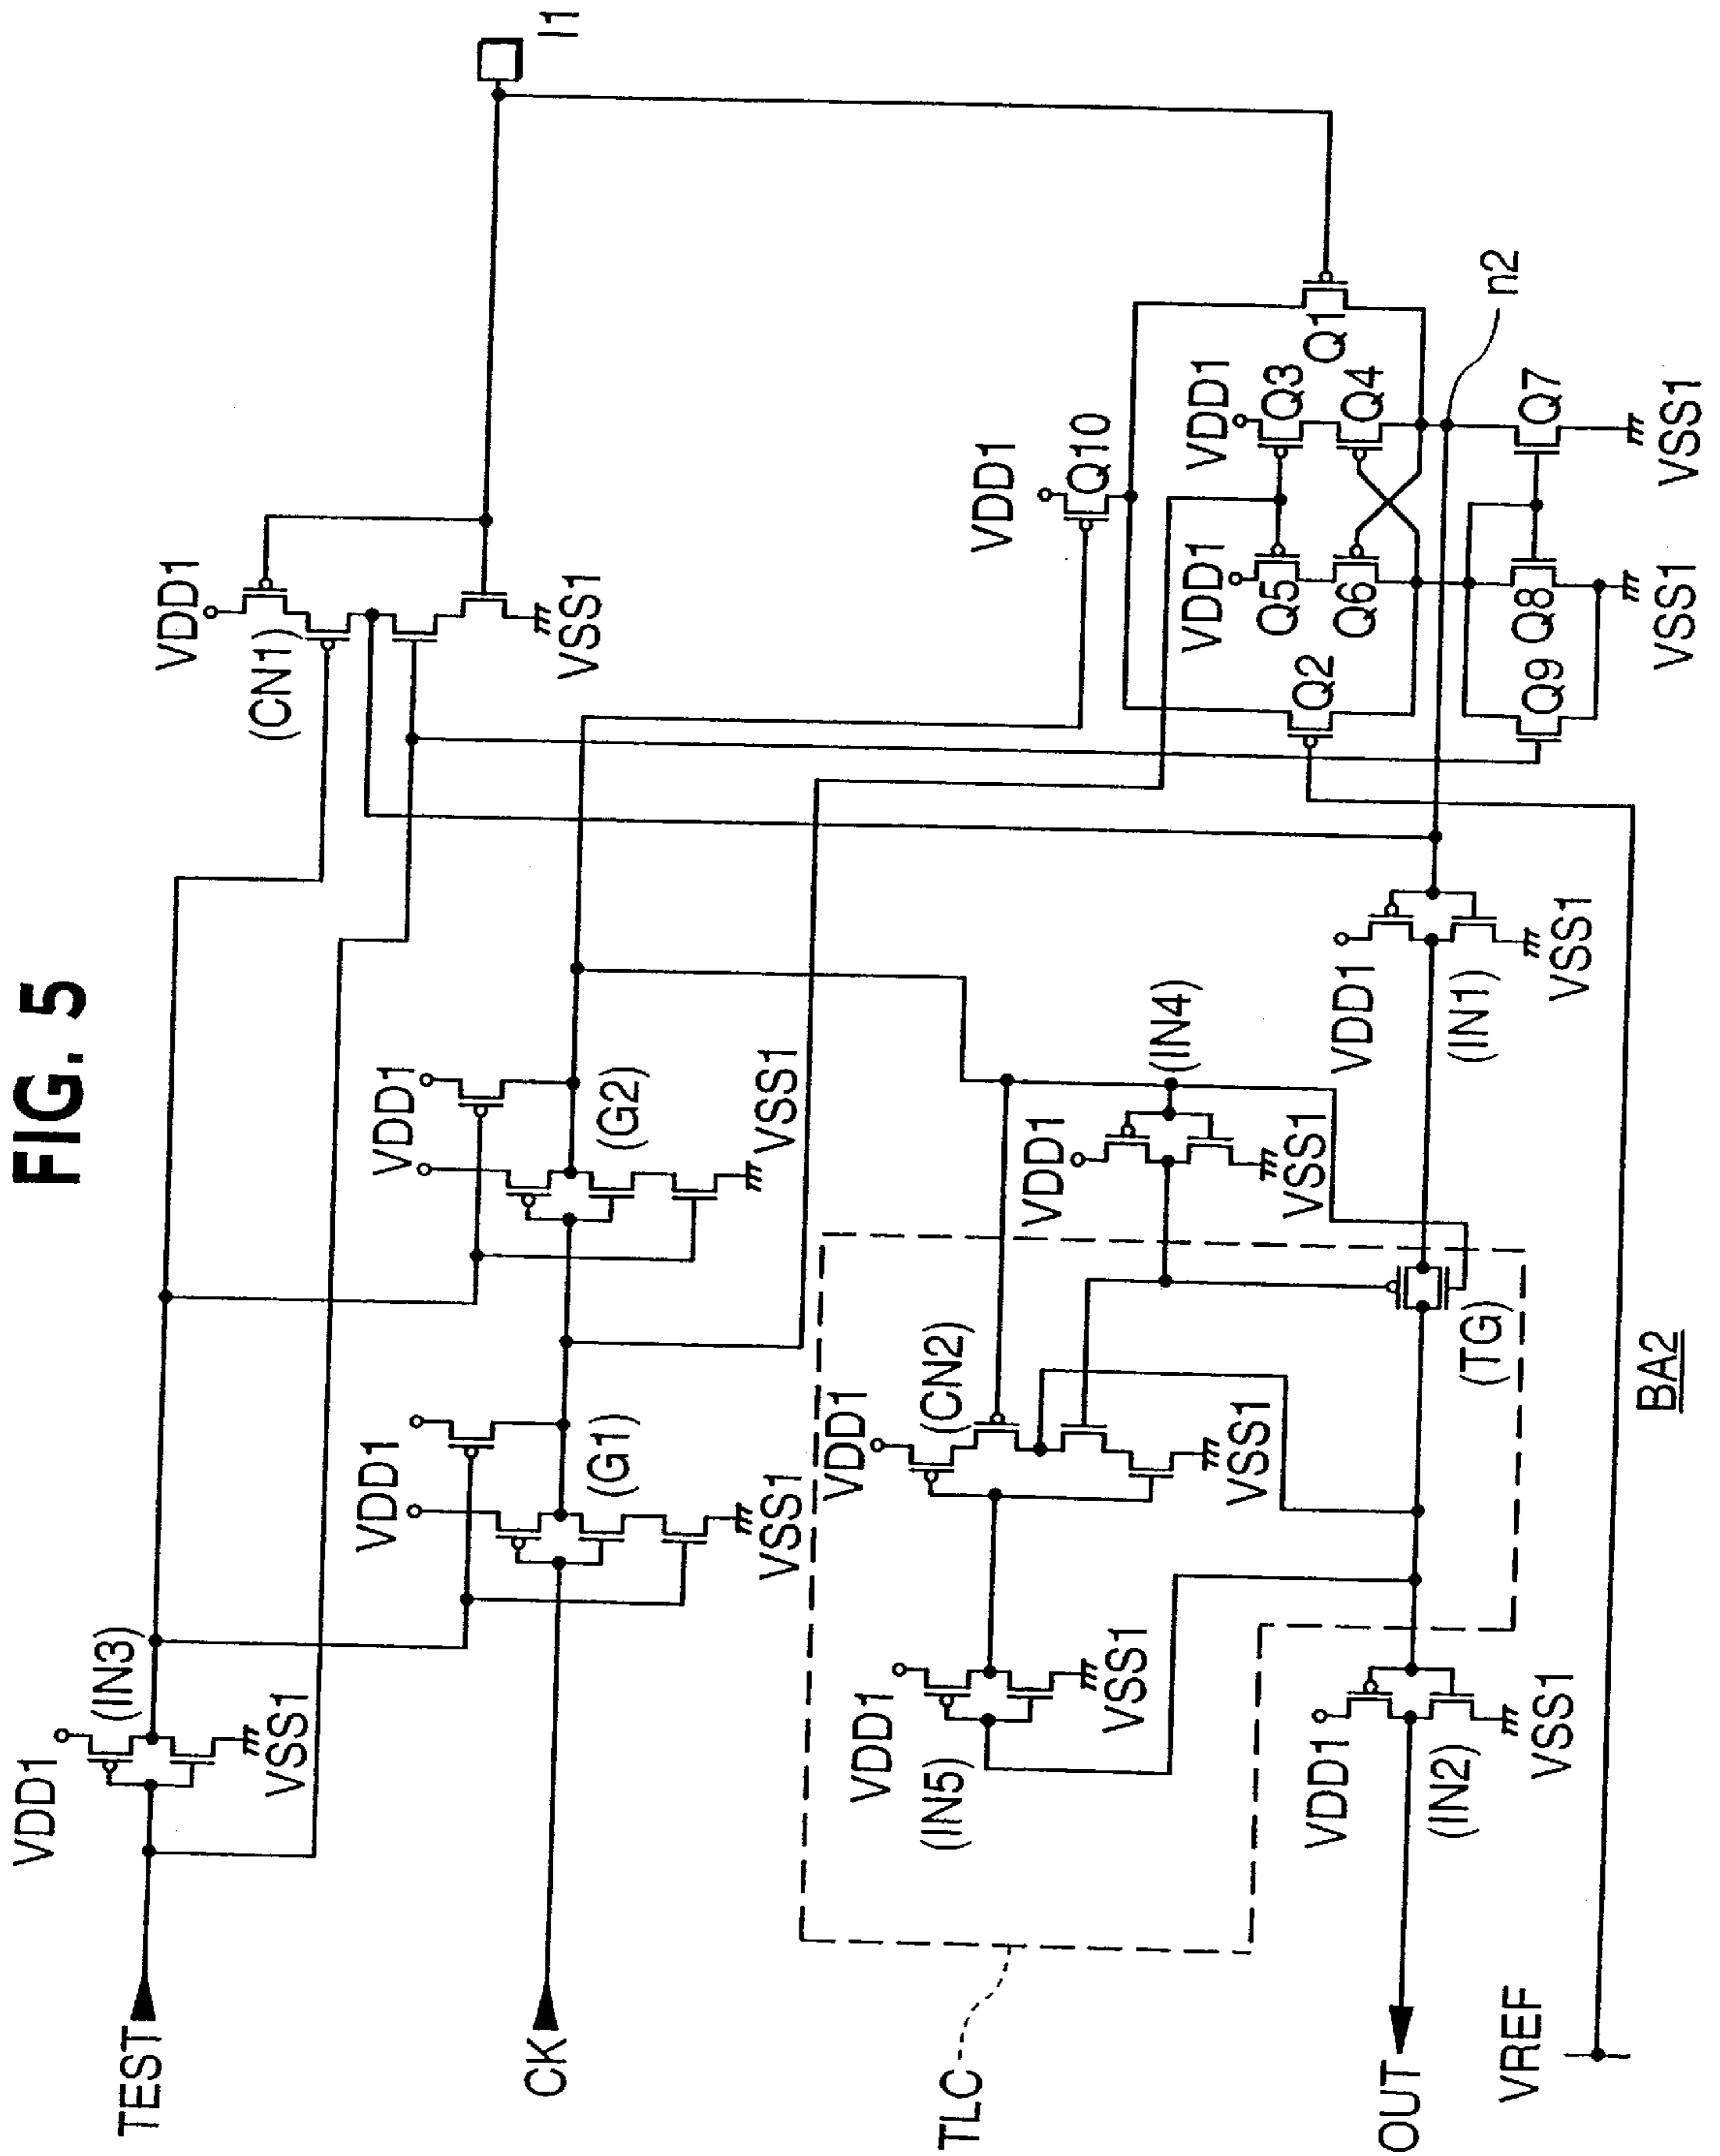 FIG. 5
TEST
VDD1
(IN3)
VSS1
VDD1
(CN1)
VSS1
I1
CK
VDD1
(G1)
VSS1
VDD1
(G2)
VSS1
VDD1
Q10
TLC
VDD1
(IN5)
VSS1
VDD1
(CN2)
VSS1
VDD1
(IN4)
VSS1
VDD1
Q3
Q4
VDD1
Q5
Q6
Q1
Q2
n2
Q7
VSS1
Q8
Q9
VSS1
OUT
VDD1
(IN2)
VSS1
(TG)
VDD1
(IN1)
VSS1
VREF
BA2